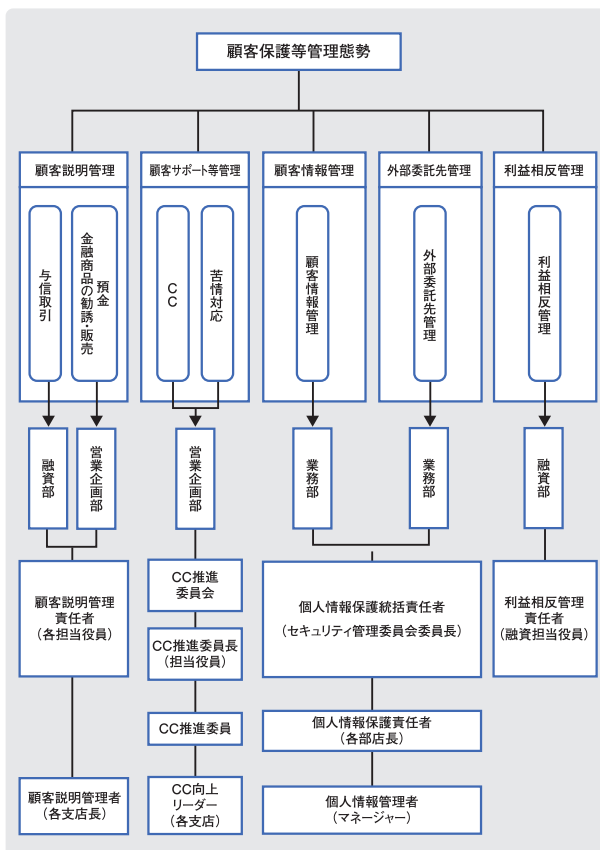 顧客保護等管理態勢
顧客説明管理
顧客サポート等管理
顧客情報管理
外部委託先管理
利益相反管理
与信取引
預金
金融商品の勧誘・販売
CC
苦情対応
顧客情報管理
外部委託先管理
利益相反管理
融資部
営業企画部
営業企画部
業務部
業務部
融資部
顧客説明管理
責任者
(各担当役員)
CC推進
委員会
CC推進委員長
(担当役員)
CC推進委員
CC向上
リーダー
(各支店)
個人情報保護統括責任者
(セキュリティ管理委員会委員長)
利益相反管理
責任者
(融資担当役員)
個人情報保護責任者
(各部店長)
顧客説明管理者
(各支店長)
個人情報管理者
(マネージャー)